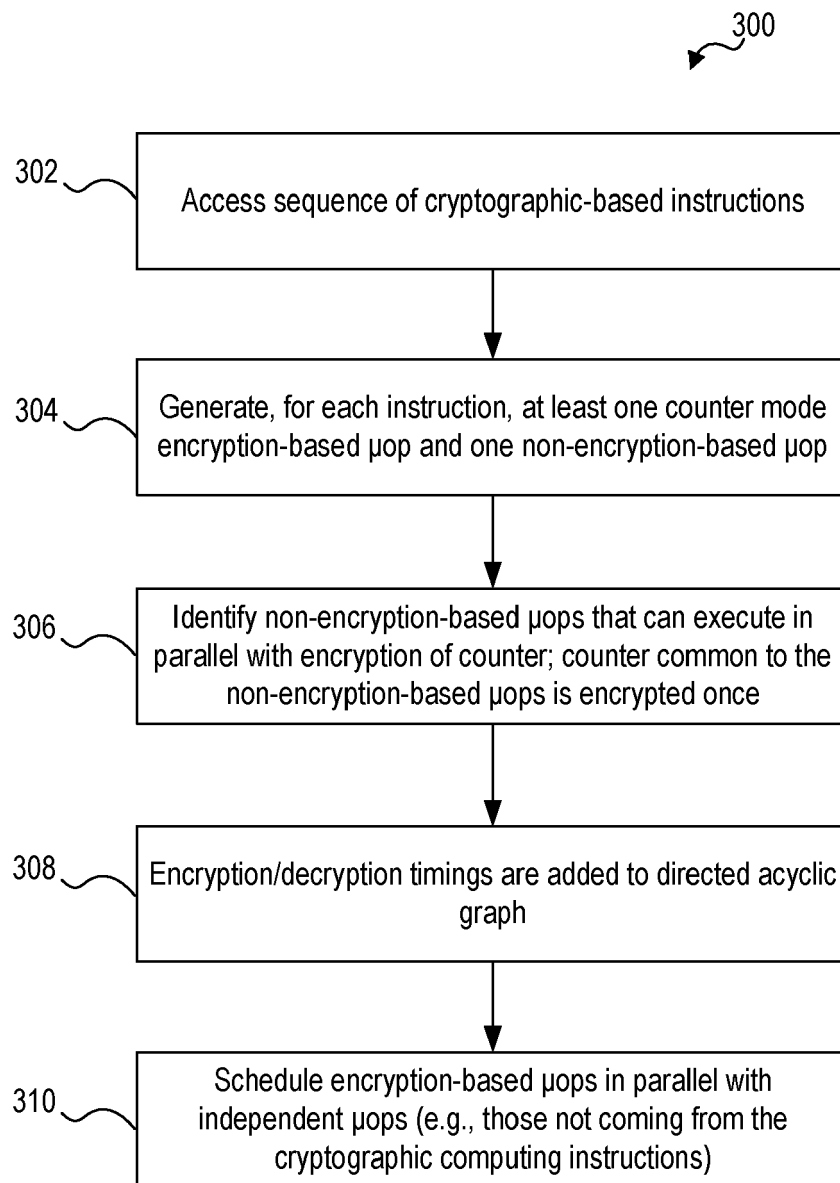 300
302
Access sequence of cryptographic-based instructions
304
Generate, for each instruction, at least one counter mode
encryption-based µop and one non-encryption-based µop
306
Identify non-encryption-based µops that can execute in
parallel with encryption of counter; counter common to the
non-encryption-based µops is encrypted once
308
Encryption/decryption timings are added to directed acyclic
graph
310
Schedule encryption-based µops in parallel with
independent µops (e.g., those not coming from the
cryptographic computing instructions)